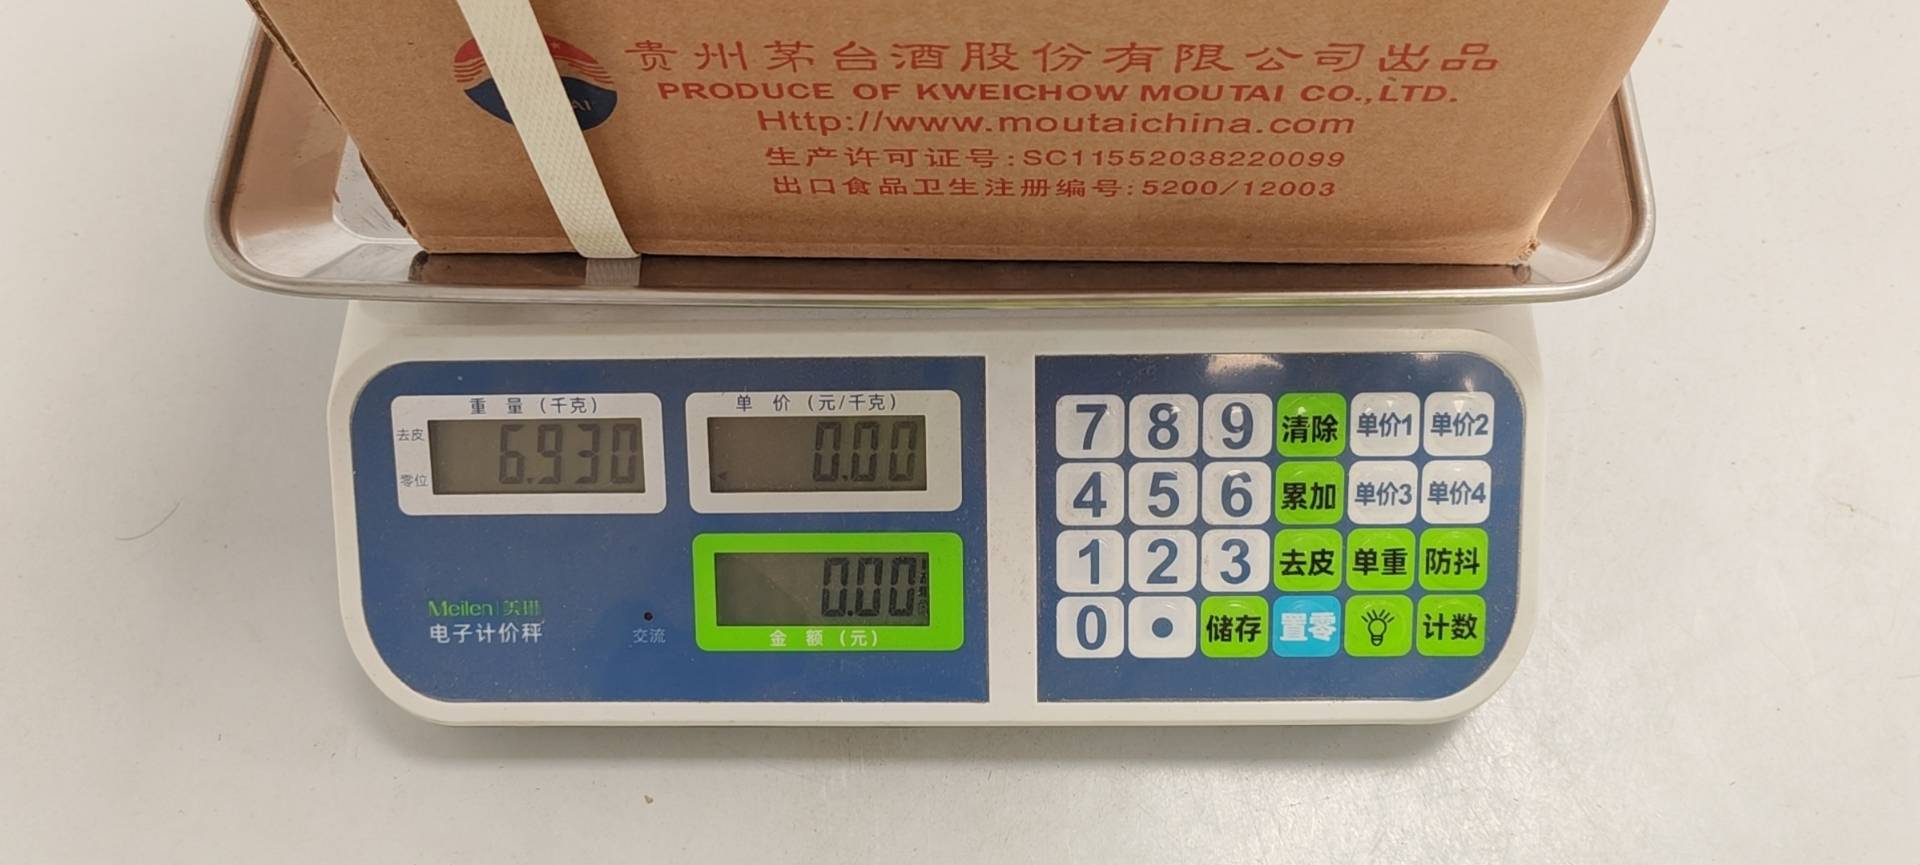 贵州茅台酒股份有限公司出品
PRODUCE OF KWEICHOW MOUTAI CO.,LTD.
Http://www.moutaichina.com
生产许可证号:SC11552038220099
出口食品卫生注册编号:5200/12003
重 量 (千克)
去皮
零位
6.930
单 价 (元/千克)
0.00
0.00
金 额 (元)
Meilen|美琳
电子计价秤
交流
7 8 9 清除 单价1 单价2
4 5 6 累加 单价3 单价4
1 2 3 去皮 单重 防抖
0 • 储存 置零 计数